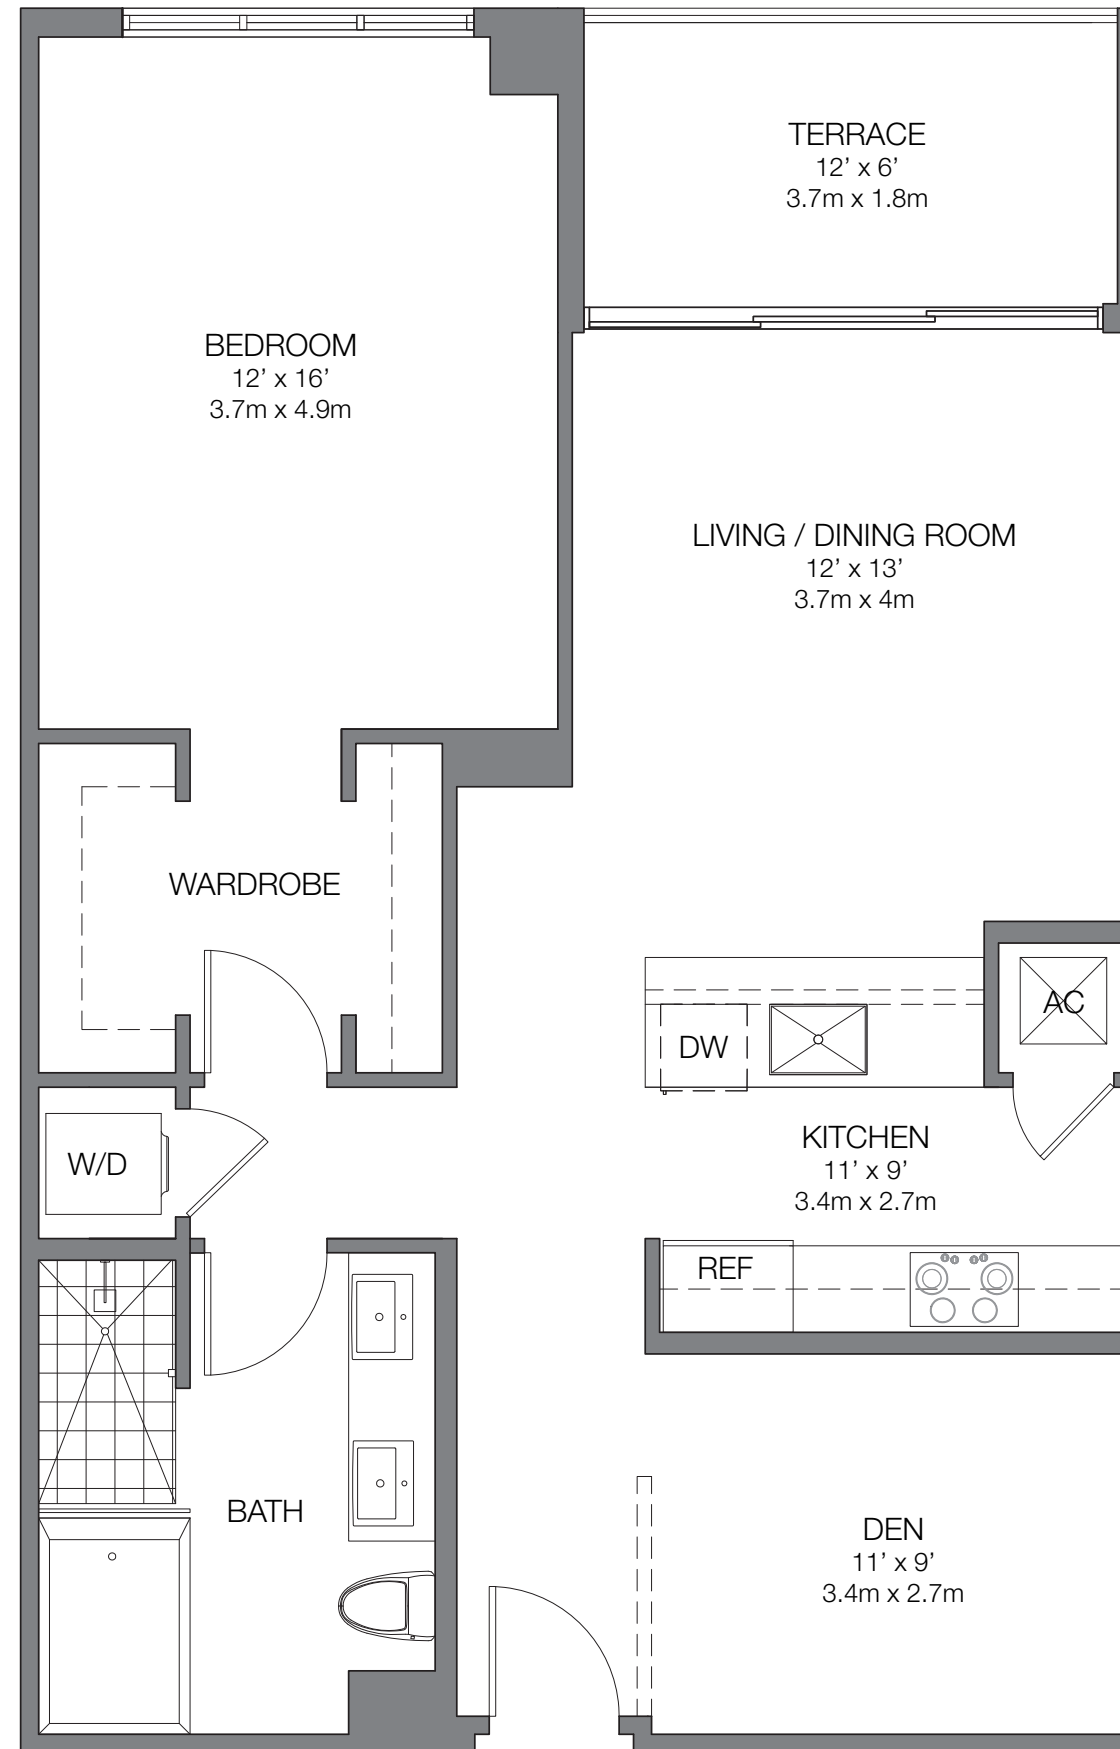 TERRACE
12’ x 6’
3.7m x 1.8m
BEDROOM
12’ x 16’
3.7m x 4.9m
LIVING / DINING ROOM
12’ x 13’
3.7m x 4m
WARDROBE
AC
DW
KITCHEN
11’ x 9’
3.4m x 2.7m
W/D
REF
BATH
DEN
11’ x 9’
3.4m x 2.7m